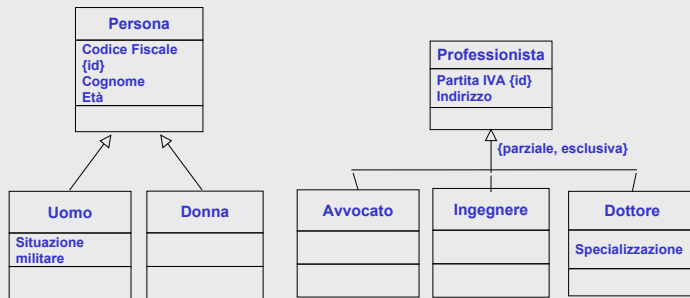 Persona
Codice Fiscale
{id}
Cognome
Età
Uomo
Situazione
militare
Donna
Professionista
Partita IVA {id}
Indirizzo
{parziale, esclusiva}
Avvocato
Ingegnere
Dottore
Specializzazione